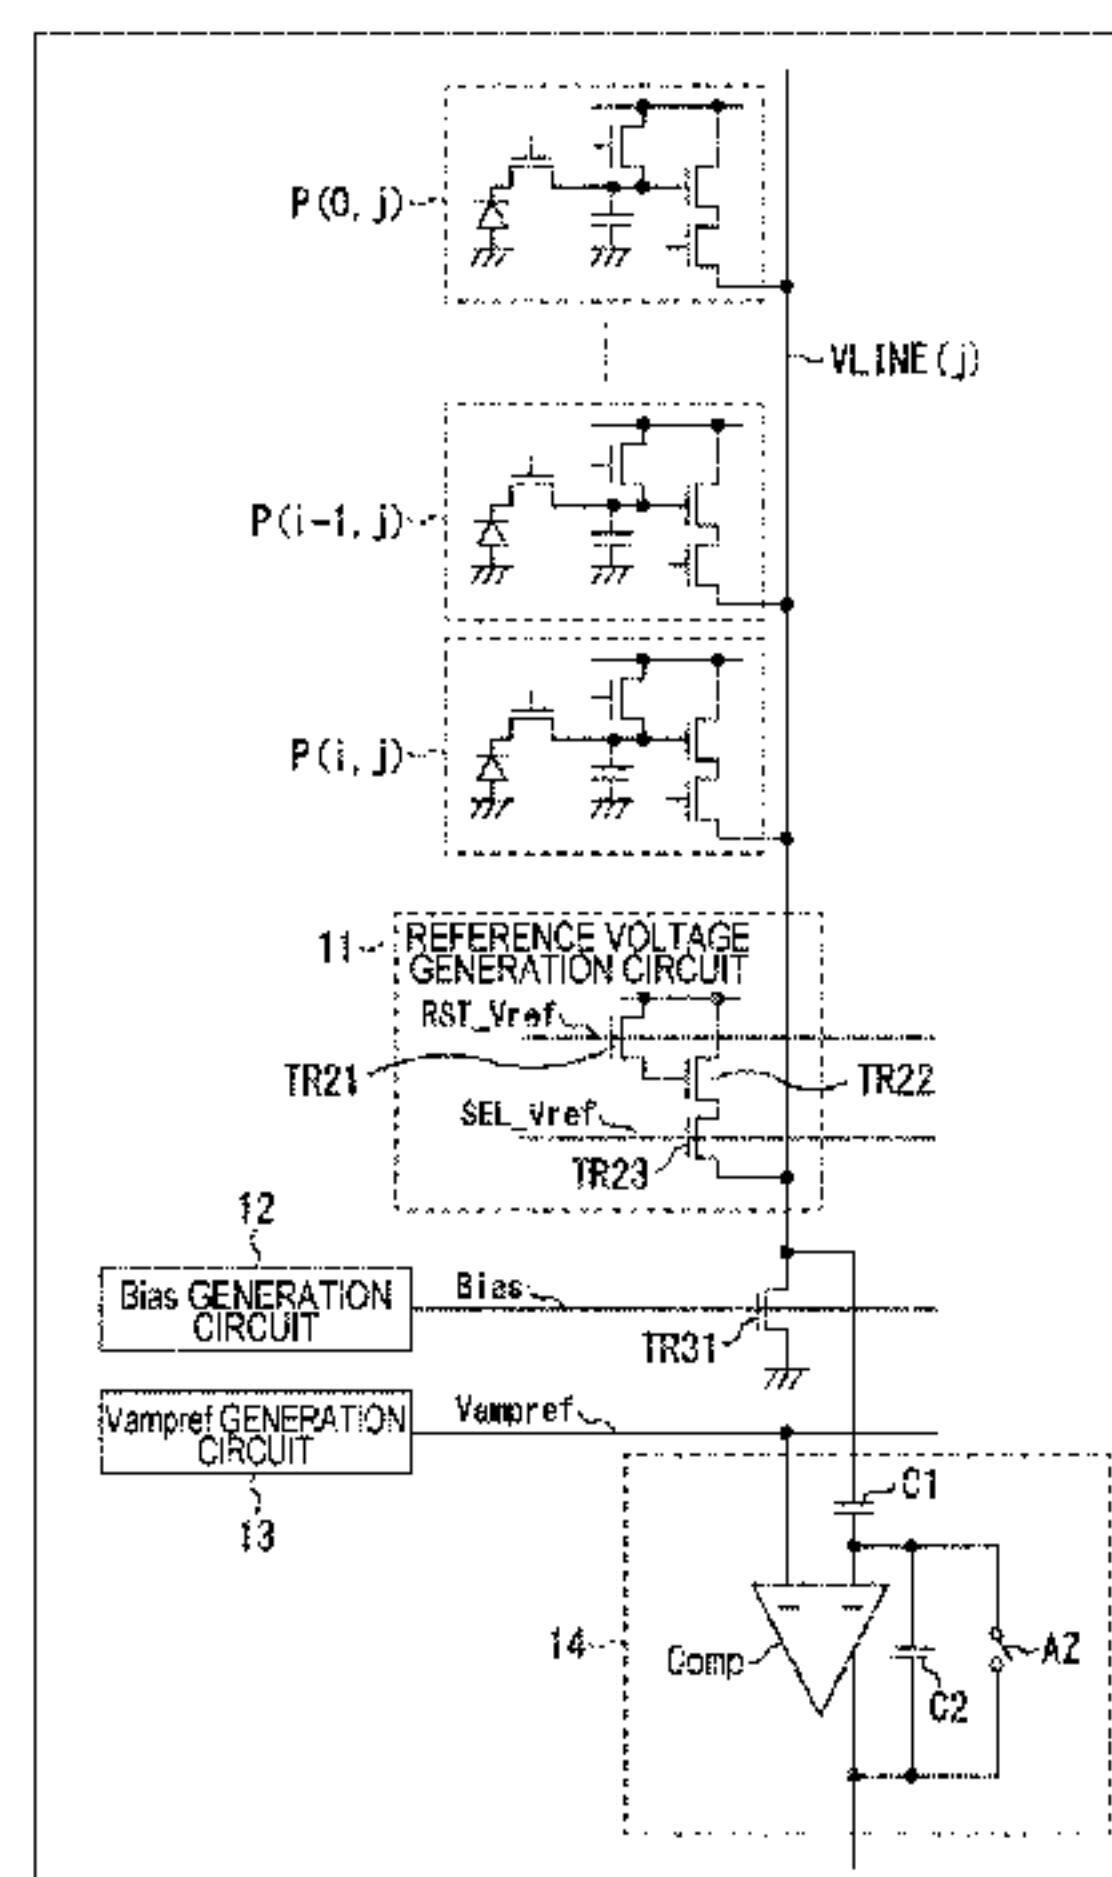 P(0, j)
VLINE(j)
P(i-1, j)
P(i, j)
11
REFERENCE VOLTAGE
GENERATION CIRCUIT
RST_Vref
TR21
TR22
SEL_Vref
TR23
12
Bias GENERATION
CIRCUIT
Bias
TR31
Vampref GENERATION
CIRCUIT
Vampref
13
C1
14
Comp
C2
AZ